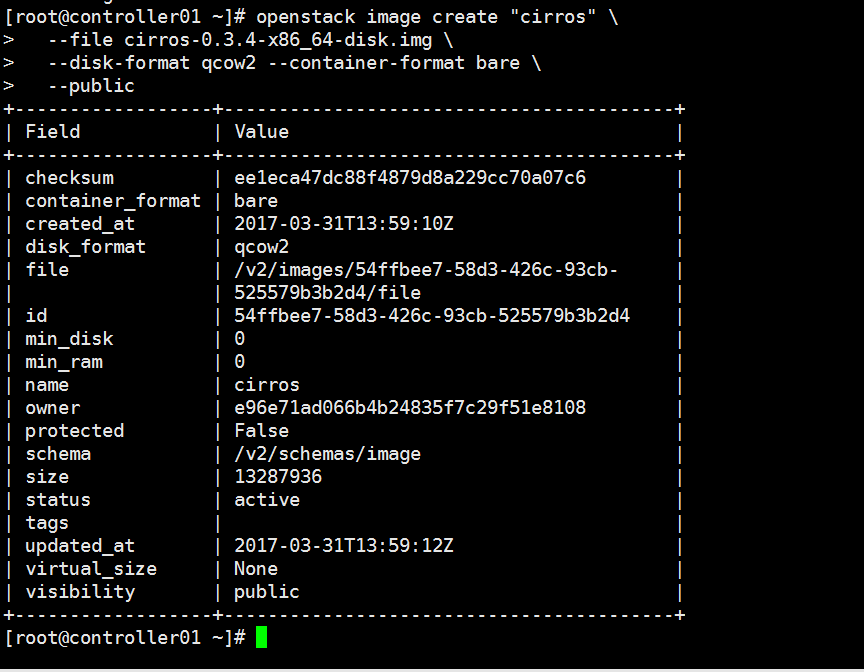 [root@controller01 ~]# openstack image create "cirros" \
>   --file cirros-0.3.4-x86_64-disk.img \
>   --disk-format qcow2 --container-format bare \
>   --public
+------------------+------------------------------------------+
| Field            | Value                                    |
+------------------+------------------------------------------+
| checksum         | ee1eca47dc88f4879d8a229cc70a07c6         |
| container_format | bare                                     |
| created_at       | 2017-03-31T13:59:10Z                     |
| disk_format      | qcow2                                    |
| file             | /v2/images/54ffbee7-58d3-426c-93cb-      |
|                  | 525579b3b2d4/file                        |
| id               | 54ffbee7-58d3-426c-93cb-525579b3b2d4     |
| min_disk         | 0                                        |
| min_ram          | 0                                        |
| name             | cirros                                   |
| owner            | e96e71ad066b4b24835f7c29f51e8108         |
| protected        | False                                    |
| schema           | /v2/schemas/image                        |
| size             | 13287936                                 |
| status           | active                                   |
| tags             |                                          |
| updated_at       | 2017-03-31T13:59:12Z                     |
| virtual_size     | None                                     |
| visibility       | public                                   |
+------------------+------------------------------------------+
[root@controller01 ~]#